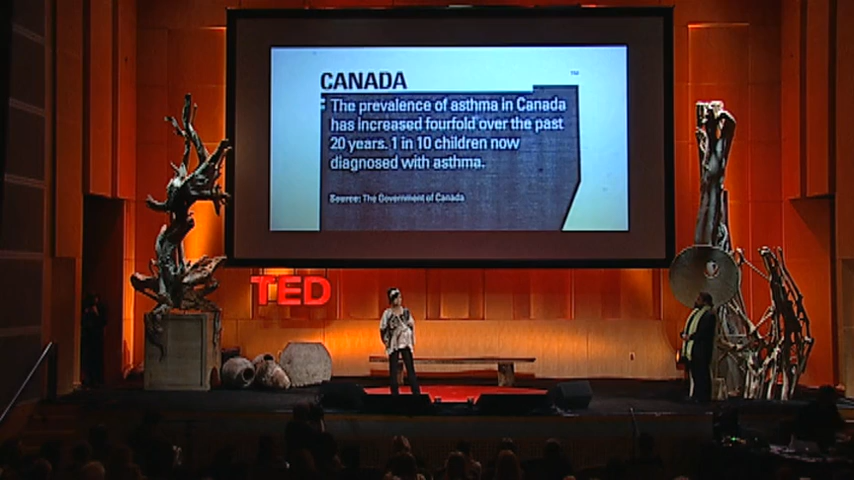 CANADA
The prevalence of asthma in Canada
has increased fourfold over the past
20 years. 1 in 10 children now
diagnosed with asthma.
Source: The Government of Canada
TED